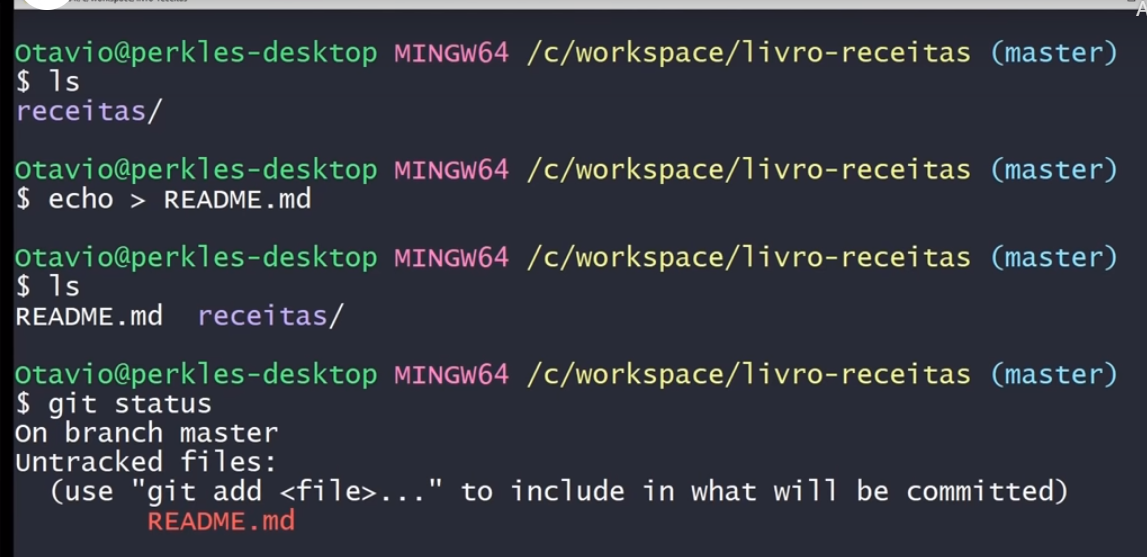 Otavio@perkles-desktop MINGW64 /c/workspace/livro-receitas (master)
$ ls
receitas/
Otavio@perkles-desktop MINGW64 /c/workspace/livro-receitas (master)
$ echo > README.md
Otavio@perkles-desktop MINGW64 /c/workspace/livro-receitas (master)
$ ls
README.md  receitas/
Otavio@perkles-desktop MINGW64 /c/workspace/livro-receitas (master)
$ git status
On branch master
Untracked files:
  (use "git add <file>..." to include in what will be committed)
        README.md